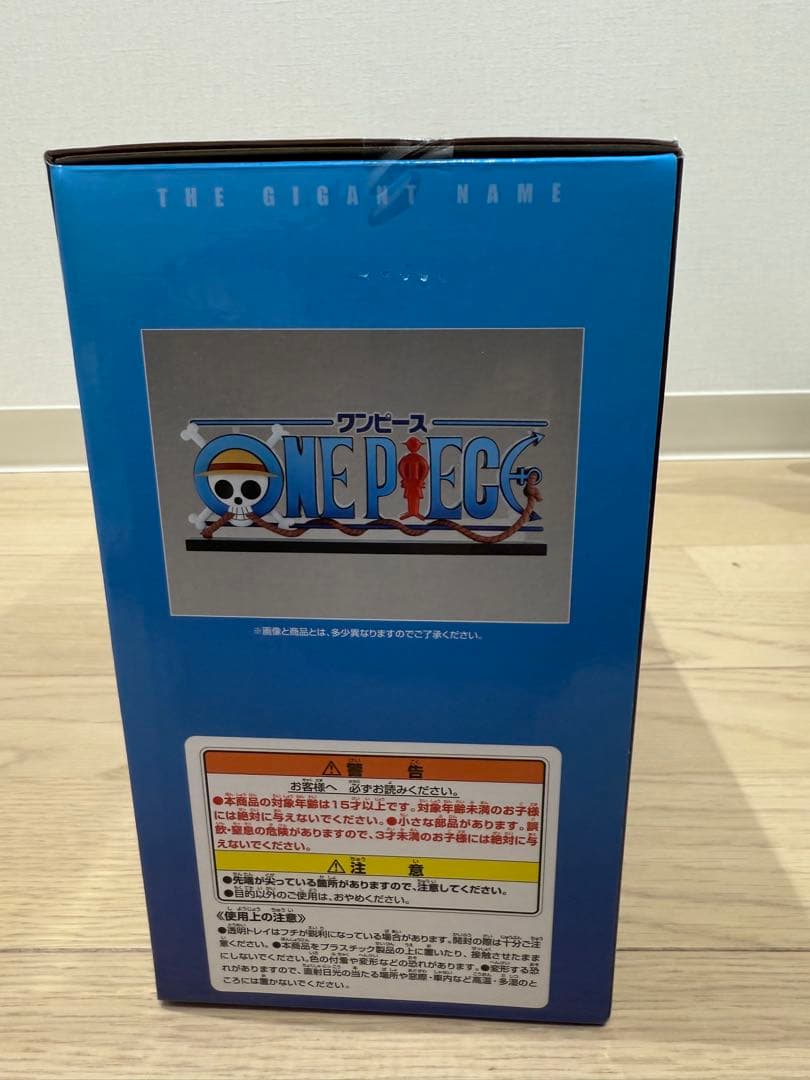 THE GIGANT NAME
ワンピース
ONE PIECE
※画像と商品とは、多少異なりますのでご了承ください。
⚠警告
お客様へ 必ずお読みください。
●本商品の対象年齢は15才以上です。対象年齢未満のお子様
には絶対に与えないでください。●小さな部品があります。誤
飲・窒息の危険がありますので、3才未満のお子様には絶対に与
えないでください。
⚠注意
●先端が尖っている箇所がありますので、注意してください。
●目的以外のご使用は、おやめください。
《使用上の注意》
●透明トレイはフチが鋭利になっている場合があります。開封の際は十分ご注
意ください。●本商品をプラスチック製品の上に置いたり、接触させたまま
にしないでください。色の付着や変形などの恐れがあります。●変形する恐
れがありますので、直射日光の当たる場所や窓際・車内など高温・多湿のと
ころには置かないでください。